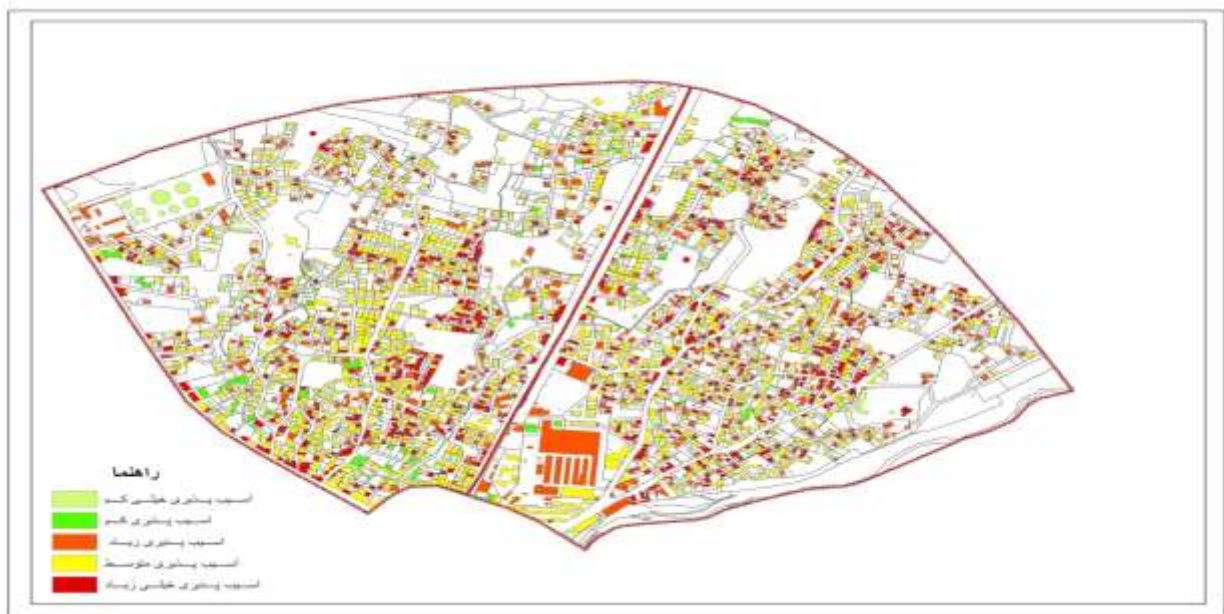 راهنما
آسیب پذیری خیلی کم
آسیب پذیری کم
آسیب پذیری زیاد
آسیب پذیری متوسط
آسیب پذیری خیلی زیاد